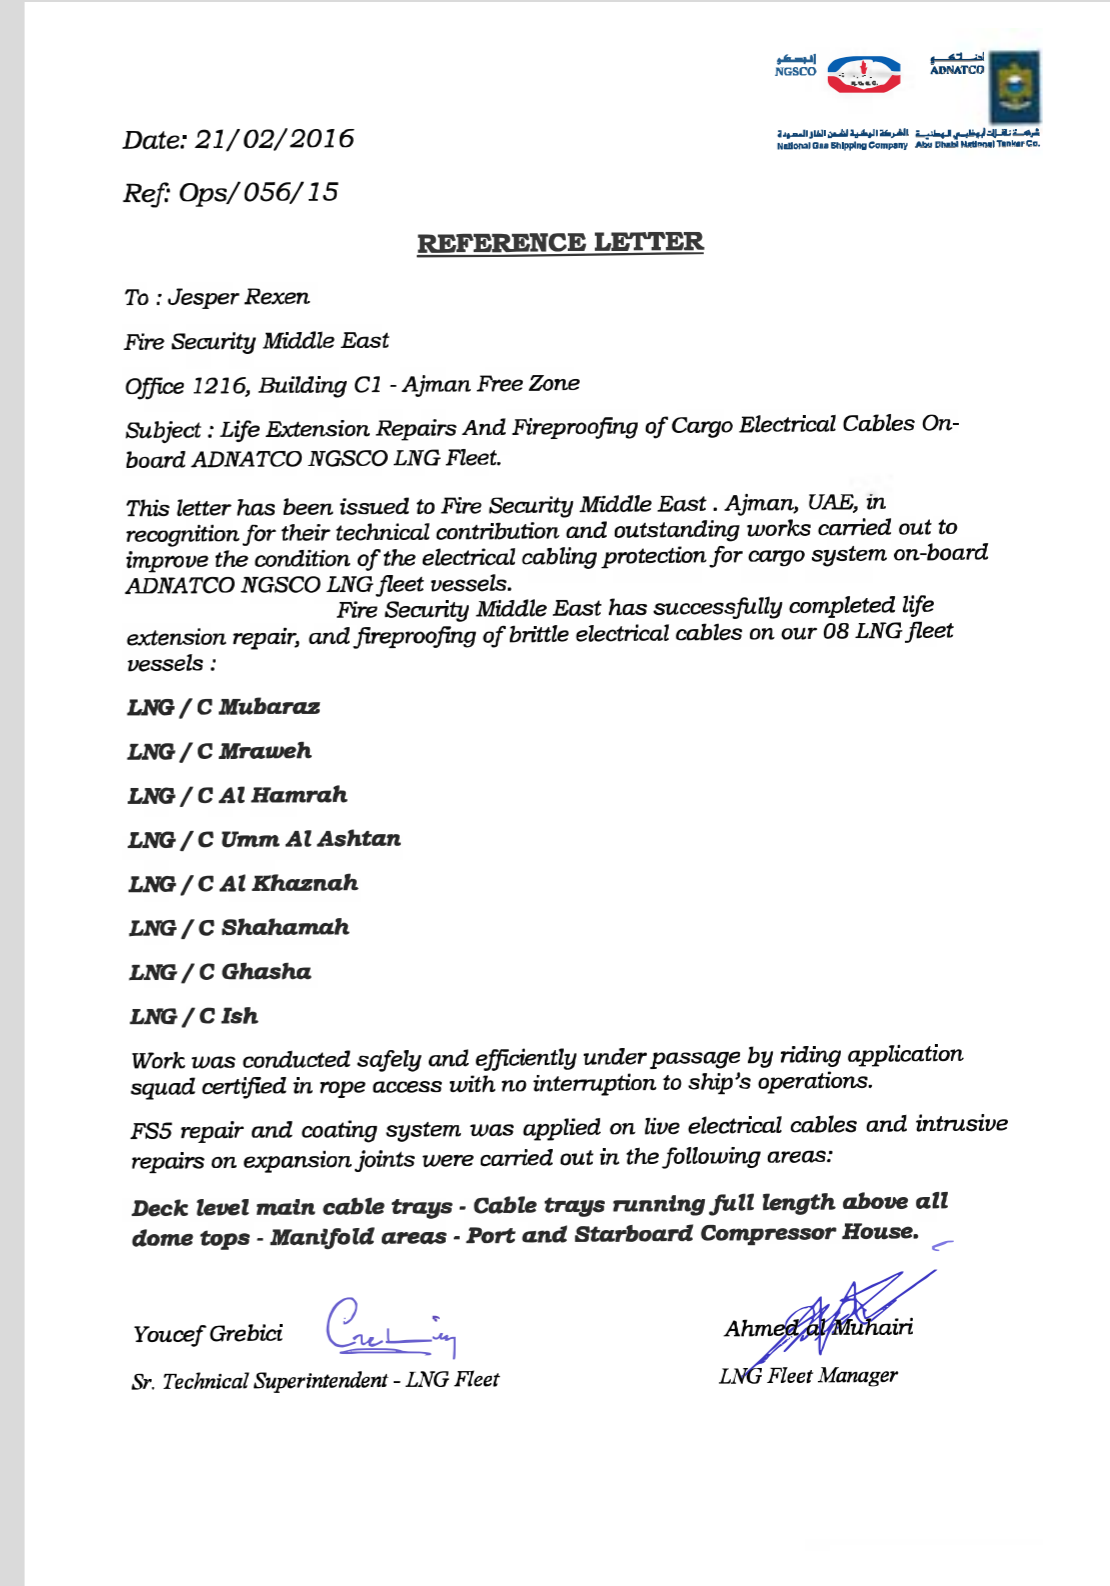 إنجسكو
NGSCO
أدناتكو
ADNATCO
الشركة الوطنية لشحن الغاز المحدودة
National Gas Shipping Company
شركة ناقلات أبوظبي الوطنية
Abu Dhabi National Tanker Co.
Date: 21/02/2016
Ref: Ops/056/15
REFERENCE LETTER
To : Jesper Rexen
Fire Security Middle East
Office 1216, Building C1 - Ajman Free Zone
Subject : Life Extension Repairs And Fireproofing of Cargo Electrical Cables On-
board ADNATCO NGSCO LNG Fleet.
This letter has been issued to Fire Security Middle East . Ajman, UAE, in
recognition for their technical contribution and outstanding works carried out to
improve the condition of the electrical cabling protection for cargo system on-board
ADNATCO NGSCO LNG fleet vessels.
Fire Security Middle East has successfully completed life
extension repair, and fireproofing of brittle electrical cables on our 08 LNG fleet
vessels :
LNG / C Mubaraz
LNG / C Mraweh
LNG / C Al Hamrah
LNG / C Umm Al Ashtan
LNG / C Al Khaznah
LNG / C Shahamah
LNG / C Ghasha
LNG / C Ish
Work was conducted safely and efficiently under passage by riding application
squad certified in rope access with no interruption to ship's operations.
FS5 repair and coating system was applied on live electrical cables and intrusive
repairs on expansion joints were carried out in the following areas:
Deck level main cable trays - Cable trays running full length above all
dome tops - Manifold areas - Port and Starboard Compressor House.
Youcef Grebici
Ahmed al Muhairi
Sr. Technical Superintendent - LNG Fleet
LNG Fleet Manager